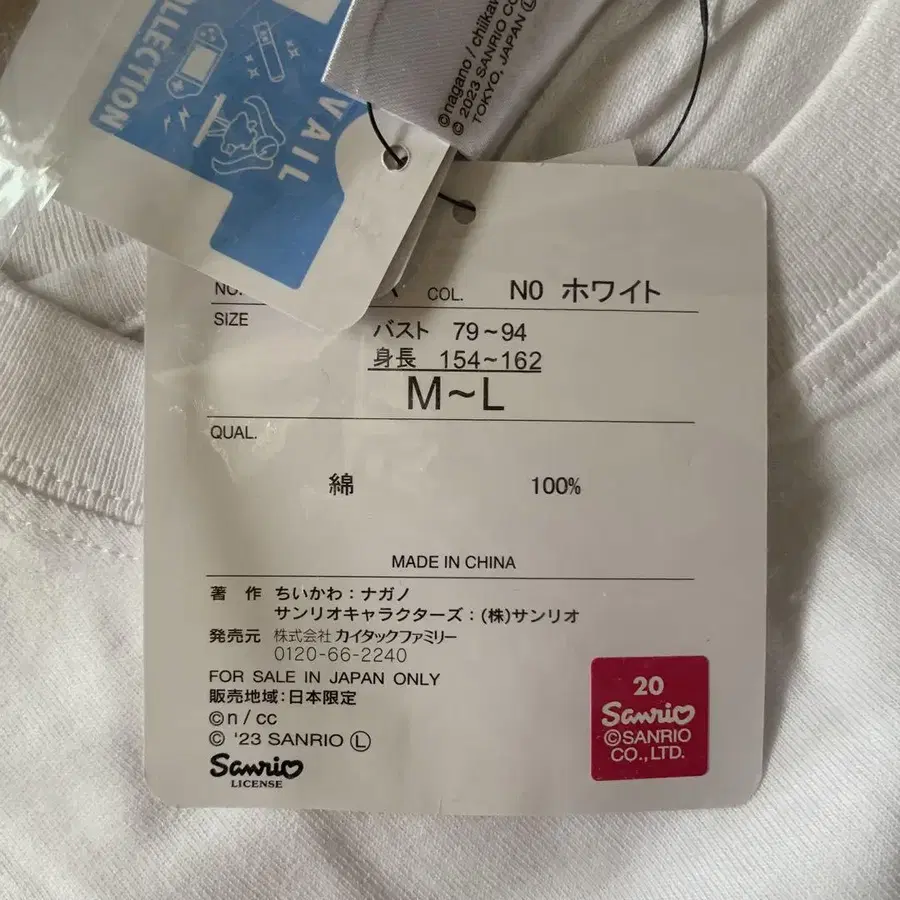 COLLECTION
VAIL
©nagano / chiikaw
© 2023 SANRIO CO
TOKYO, JAPAN Ⓛ
NO.
COL. N0 ホワイト
SIZE
バスト 79~94
身長 154~162
M~L
QUAL.
綿 100%
MADE IN CHINA
著作 ちいかわ:ナガノ
サンリオキャラクターズ:(株)サンリオ
発売元 株式会社 カイタックファミリー
0120-66-2240
FOR SALE IN JAPAN ONLY
販売地域:日本限定
©n / cc
© '23 SANRIO Ⓛ
Sanrio
LICENSE
20
Sanrio
©SANRIO
CO., LTD.